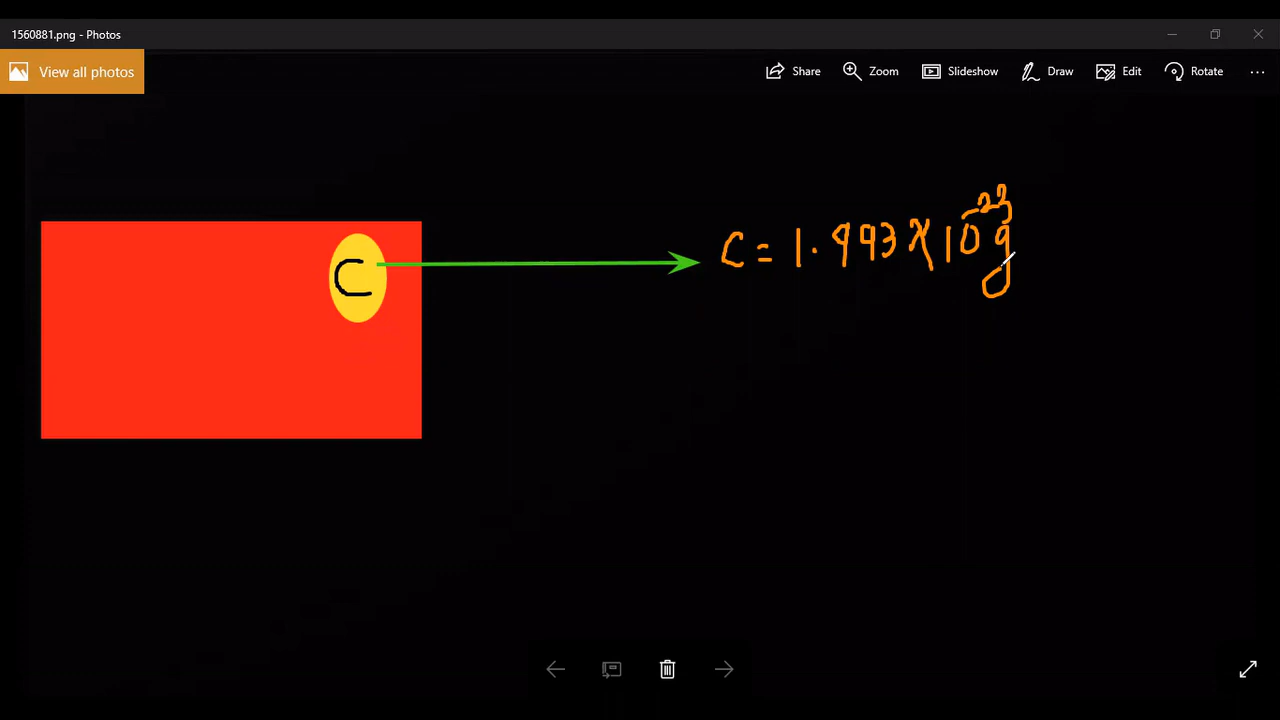 1560881.png - Photos
View all photos
Share
Zoom
Slideshow
Draw
Edit
Rotate
C
C = 1.993 × 10⁻²³ g